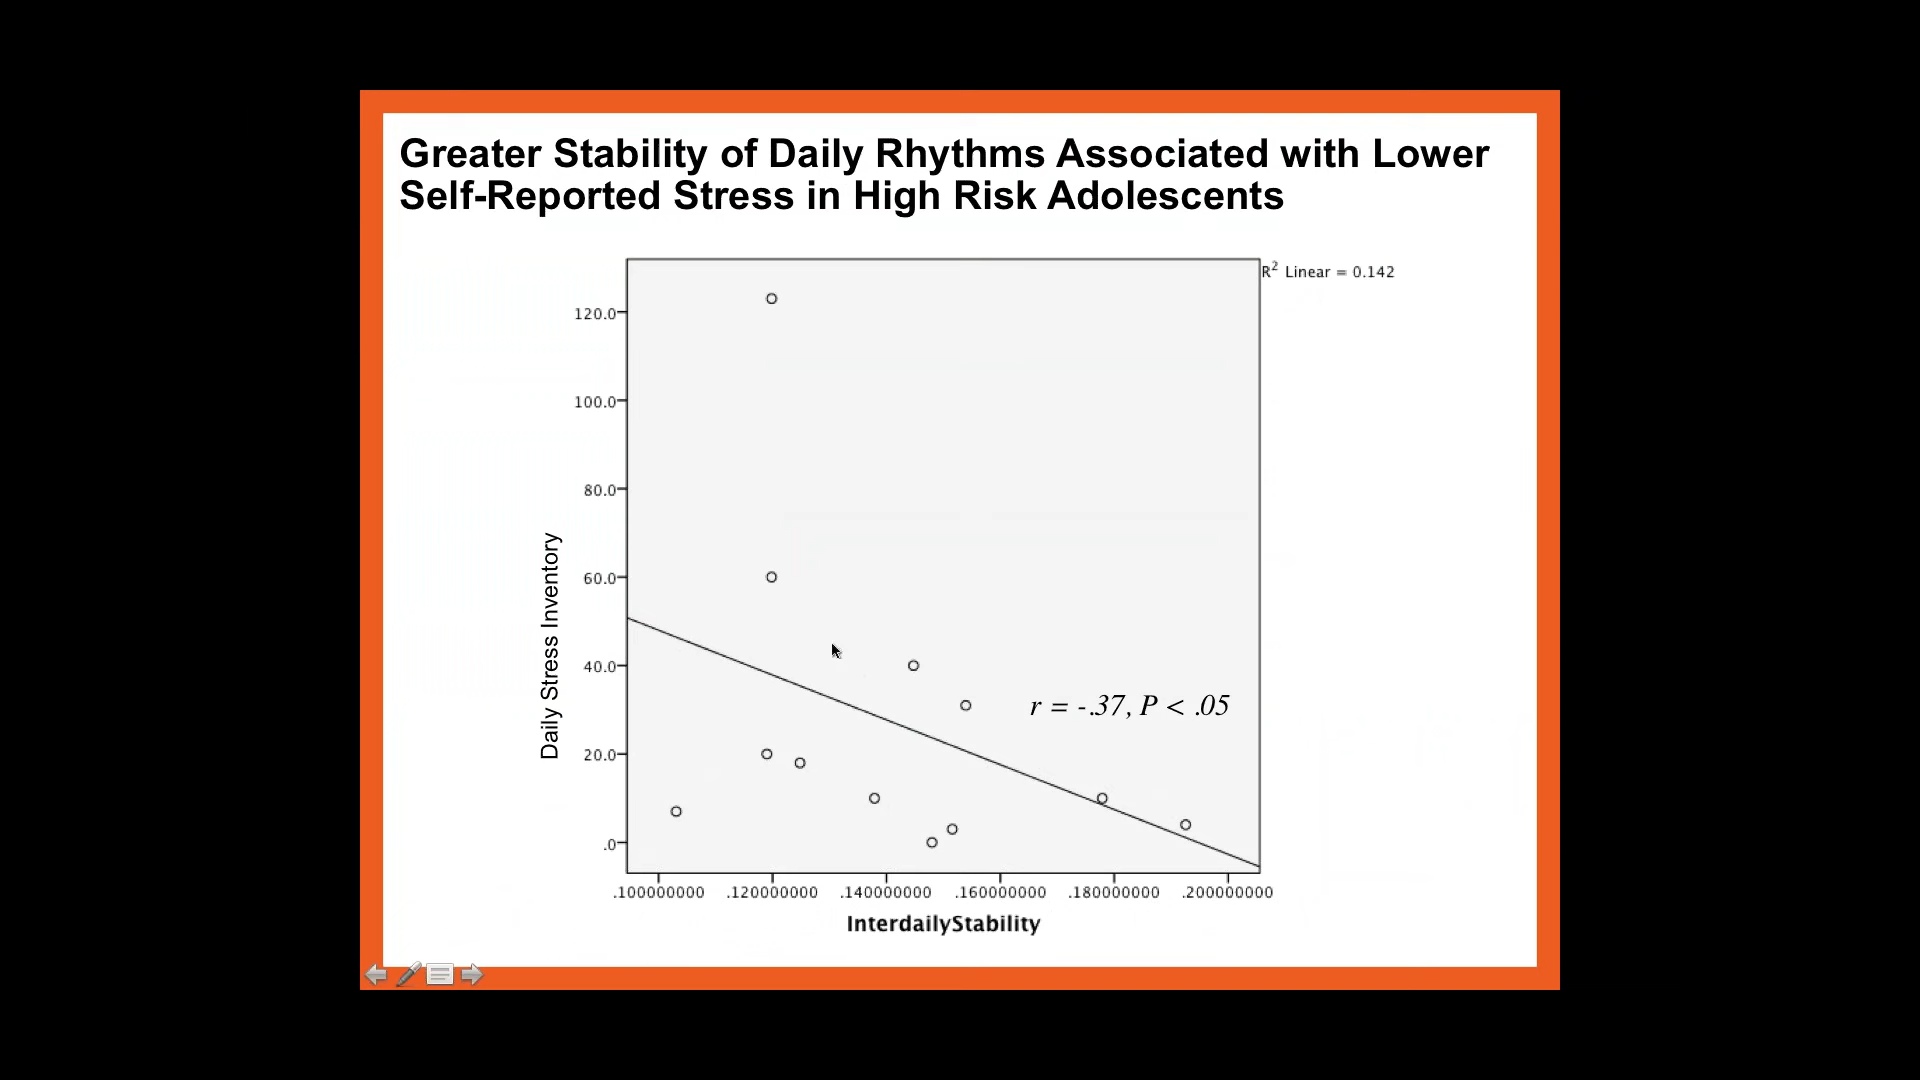 Greater Stability of Daily Rhythms Associated with Lower
Self-Reported Stress in High Risk Adolescents
R² Linear = 0.142
120.0
100.0
80.0
60.0
40.0
20.0
.0
Daily Stress Inventory
r = -.37, P < .05
.100000000 .120000000 .140000000 .160000000 .180000000 .200000000
InterdailyStability